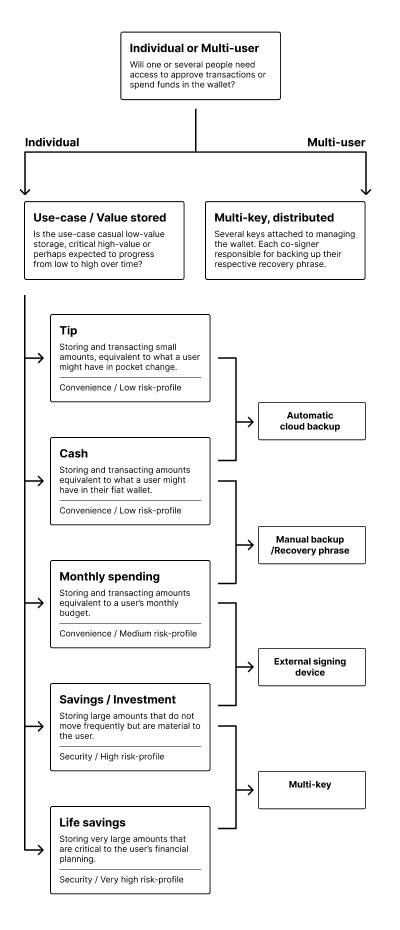 Individual or Multi-user
Will one or several people need
access to approve transactions or
spend funds in the wallet?
Individual
Multi-user
Use-case / Value stored
Is the use-case casual low-value
storage, critical high-value or
perhaps expected to progress
from low to high over time?
Multi-key, distributed
Several keys attached to managing
the wallet. Each co-signer
responsible for backing up their
respective recovery phrase.
Tip
Storing and transacting small
amounts, equivalent to what a user
might have in pocket change.
Convenience / Low risk-profile
Automatic
cloud backup
Cash
Storing and transacting amounts
equivalent to what a user might
have in their fiat wallet.
Convenience / Low risk-profile
Manual backup
/Recovery phrase
Monthly spending
Storing and transacting amounts
equivalent to a user's monthly
budget.
Convenience / Medium risk-profile
External signing
device
Savings / Investment
Storing large amounts that do not
move frequently but are material to
the user.
Security / High risk-profile
Multi-key
Life savings
Storing very large amounts that
are critical to the user's financial
planning.
Security / Very high risk-profile